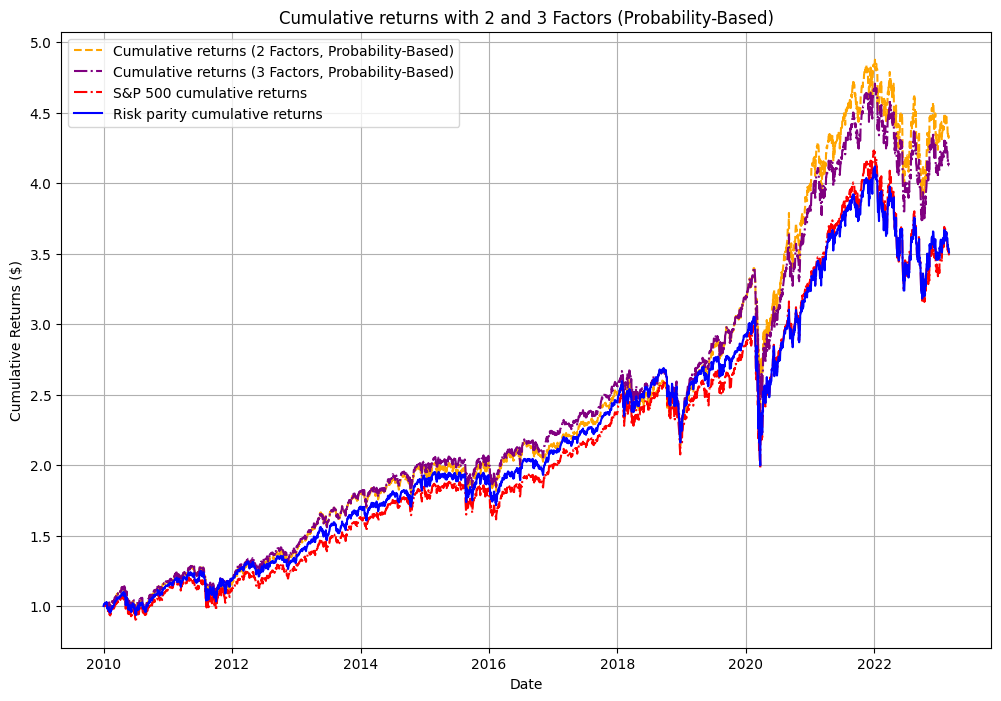 Cumulative returns with 2 and 3 Factors (Probability-Based)
Cumulative returns (2 Factors, Probability-Based)
Cumulative returns (3 Factors, Probability-Based)
S&P 500 cumulative returns
Risk parity cumulative returns
Cumulative Returns ($)
5.0
4.5
4.0
3.5
3.0
2.5
2.0
1.5
1.0
2010 2012 2014 2016 2018 2020 2022
Date